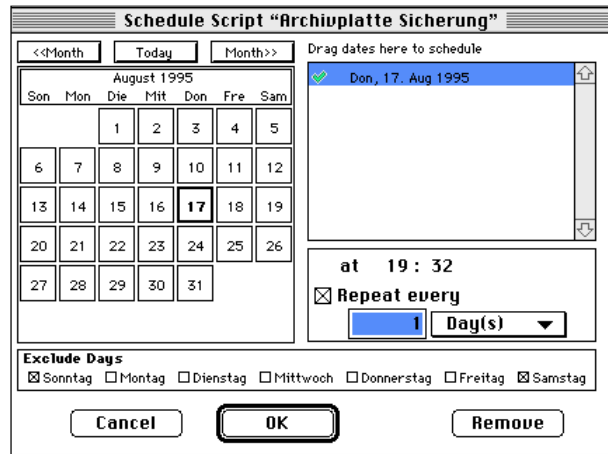 Schedule Script “Archivplatte Sicherung”
<<Month Today Month>>
August 1995
Son Mon Die Mit Don Fre Sam
1 2 3 4 5
6 7 8 9 10 11 12
13 14 15 16 17 18 19
20 21 22 23 24 25 26
27 28 29 30 31
Drag dates here to schedule
Don, 17. Aug 1995
at 19 : 32
Repeat every
1 Day(s)
Exclude Days
Sonntag Montag Dienstag Mittwoch Donnerstag Freitag Samstag
Cancel OK Remove